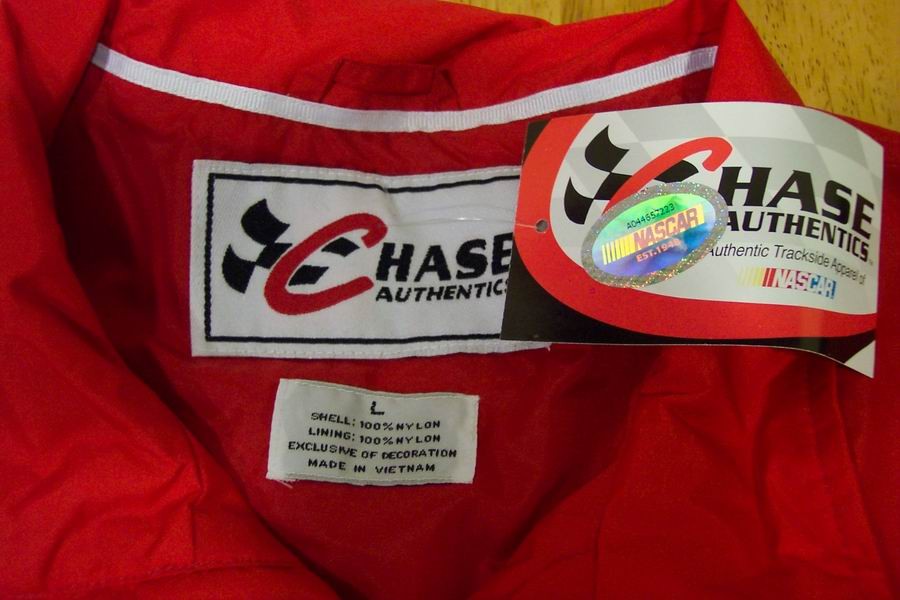 CHASE
AUTHENTICS
L
SHELL: 100% NYLON
LINING: 100% NYLON
EXCLUSIVE OF DECORATION
MADE IN VIETNAM
CHASE
AUTHENTICS
Authentic Trackside Apparel of
NASCAR
A044657223
NASCAR
EST. 1948